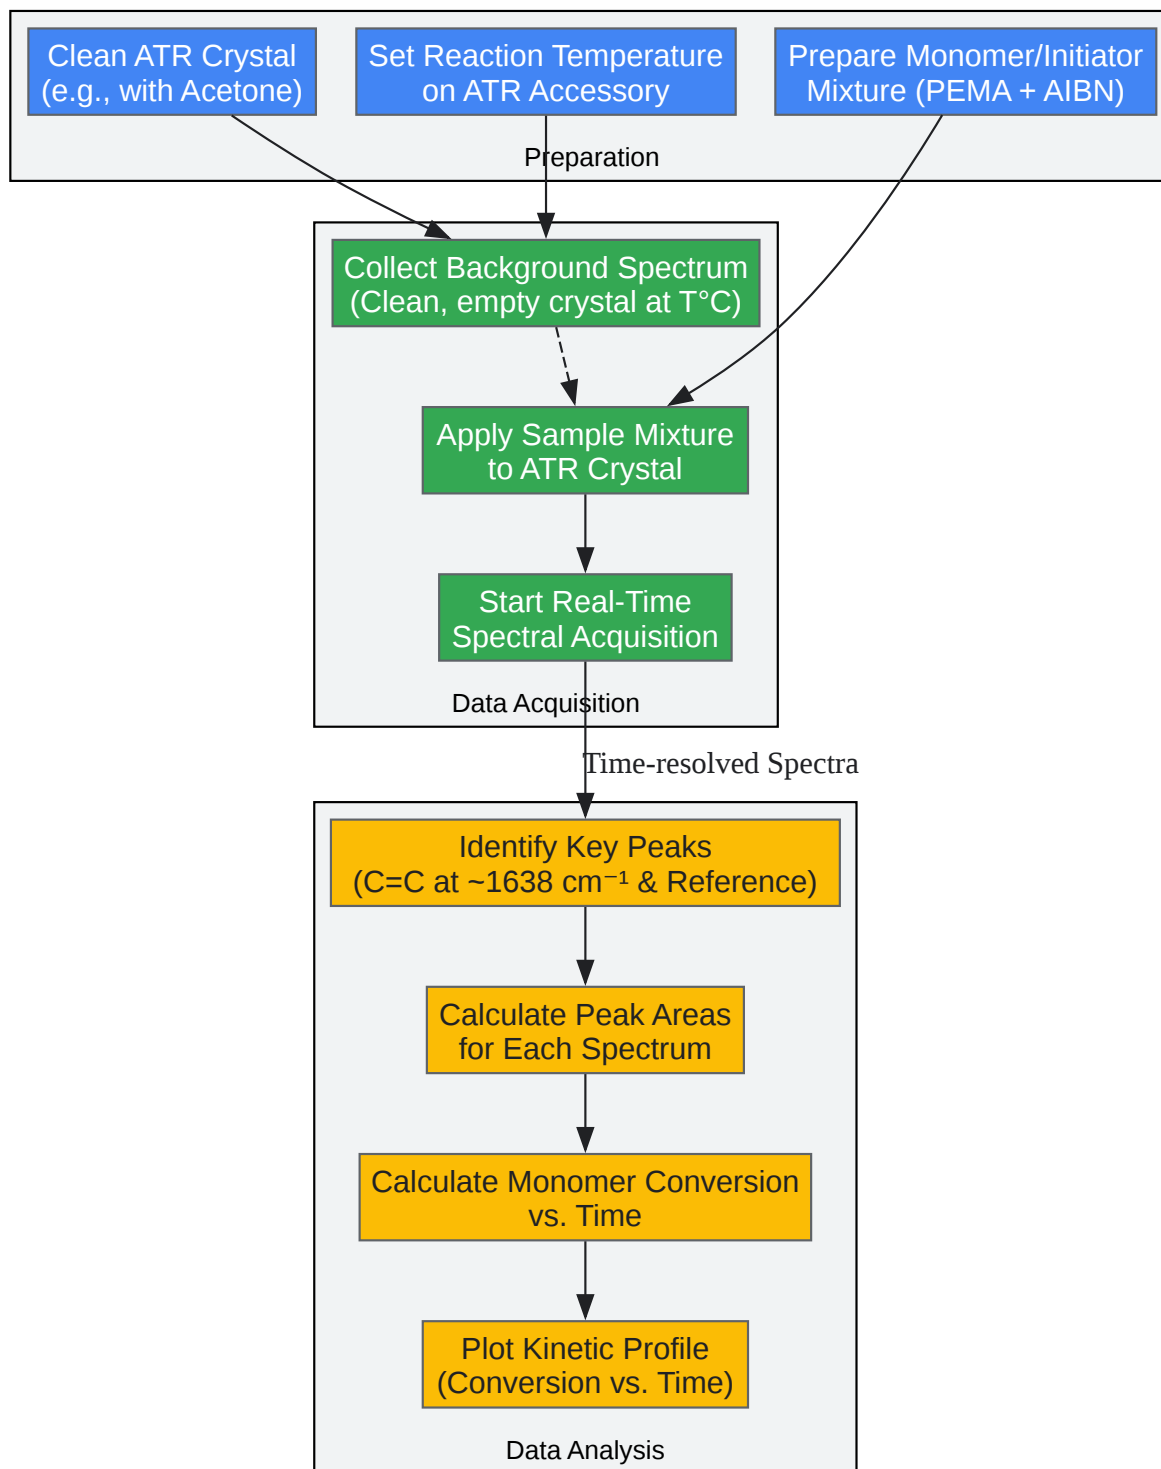 Clean ATR Crystal
(e.g., with Acetone)
Set Reaction Temperature
on ATR Accessory
Prepare Monomer/Initiator
Mixture (PEMA + AIBN)
Preparation
Collect Background Spectrum
(Clean, empty crystal at T°C)
Apply Sample Mixture
to ATR Crystal
Start Real-Time
Spectral Acquisition
Data Acquisition
Time-resolved Spectra
Identify Key Peaks
(C=C at ~1638 cm⁻¹ & Reference)
Calculate Peak Areas
for Each Spectrum
Calculate Monomer Conversion
vs. Time
Plot Kinetic Profile
(Conversion vs. Time)
Data Analysis